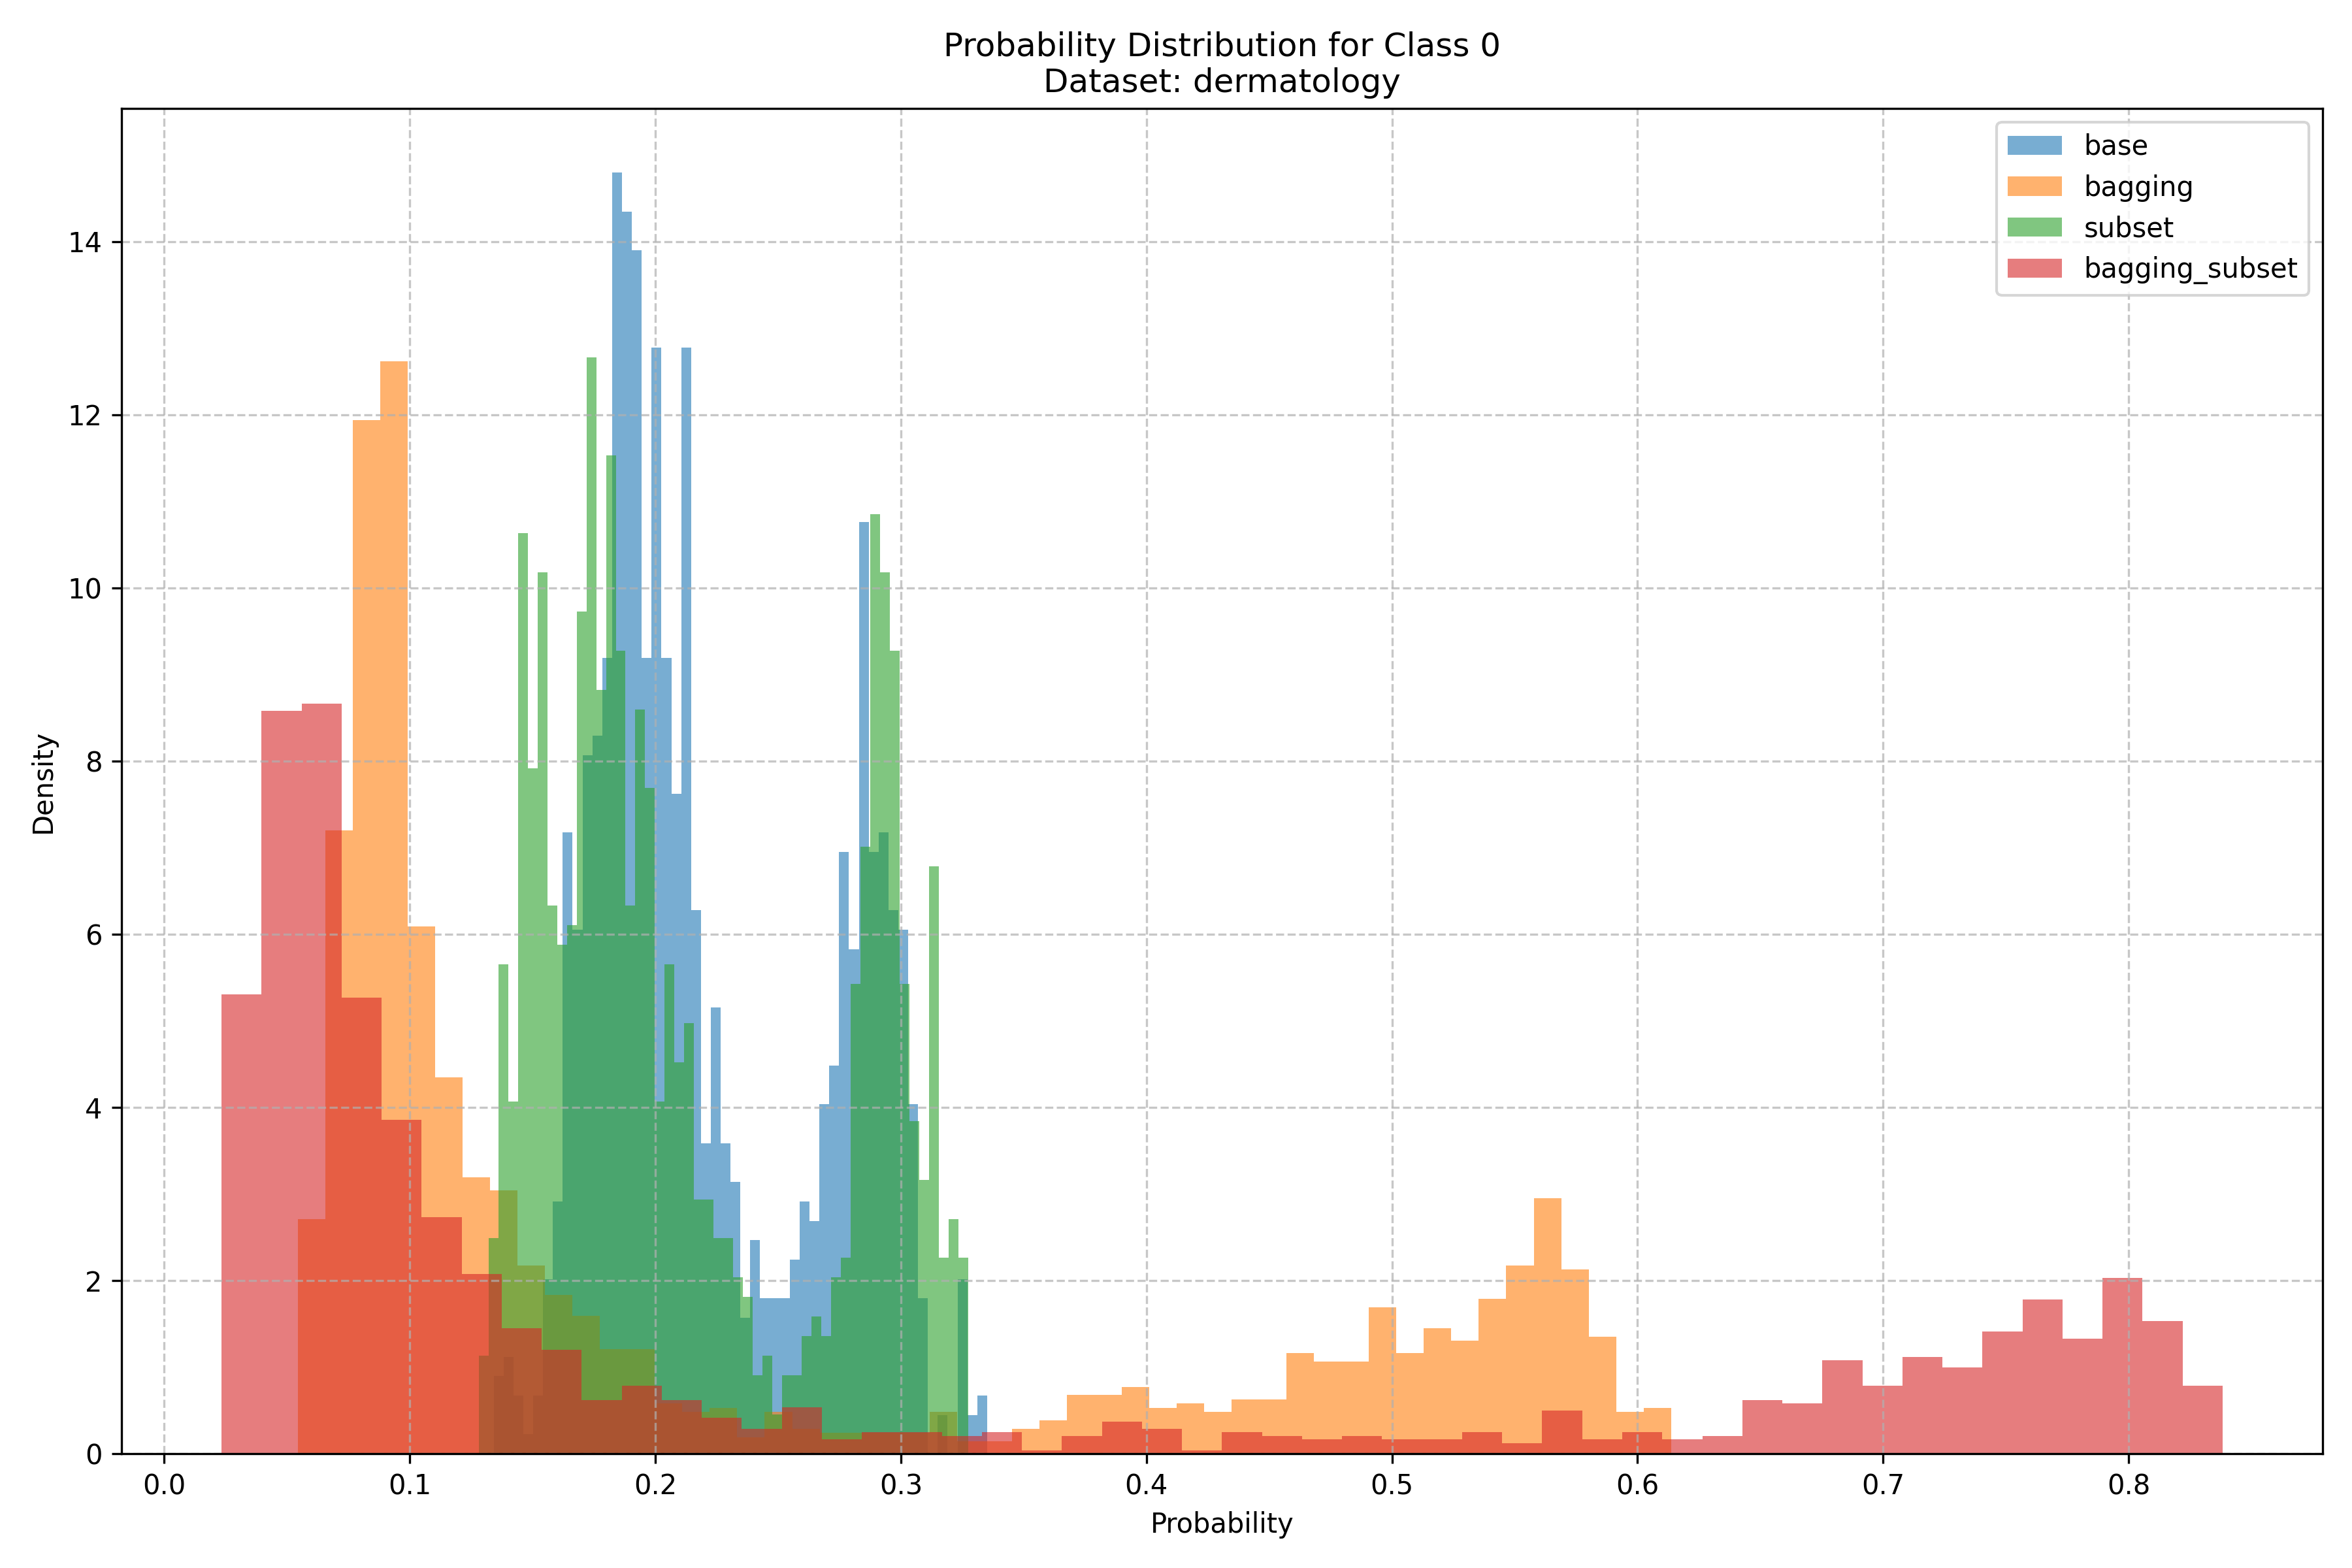 Probability Distribution for Class 0
Dataset: dermatology
base
bagging
subset
bagging_subset
Density
14
12
10
8
6
4
2
0
0.0 0.1 0.2 0.3 0.4 0.5 0.6 0.7 0.8
Probability